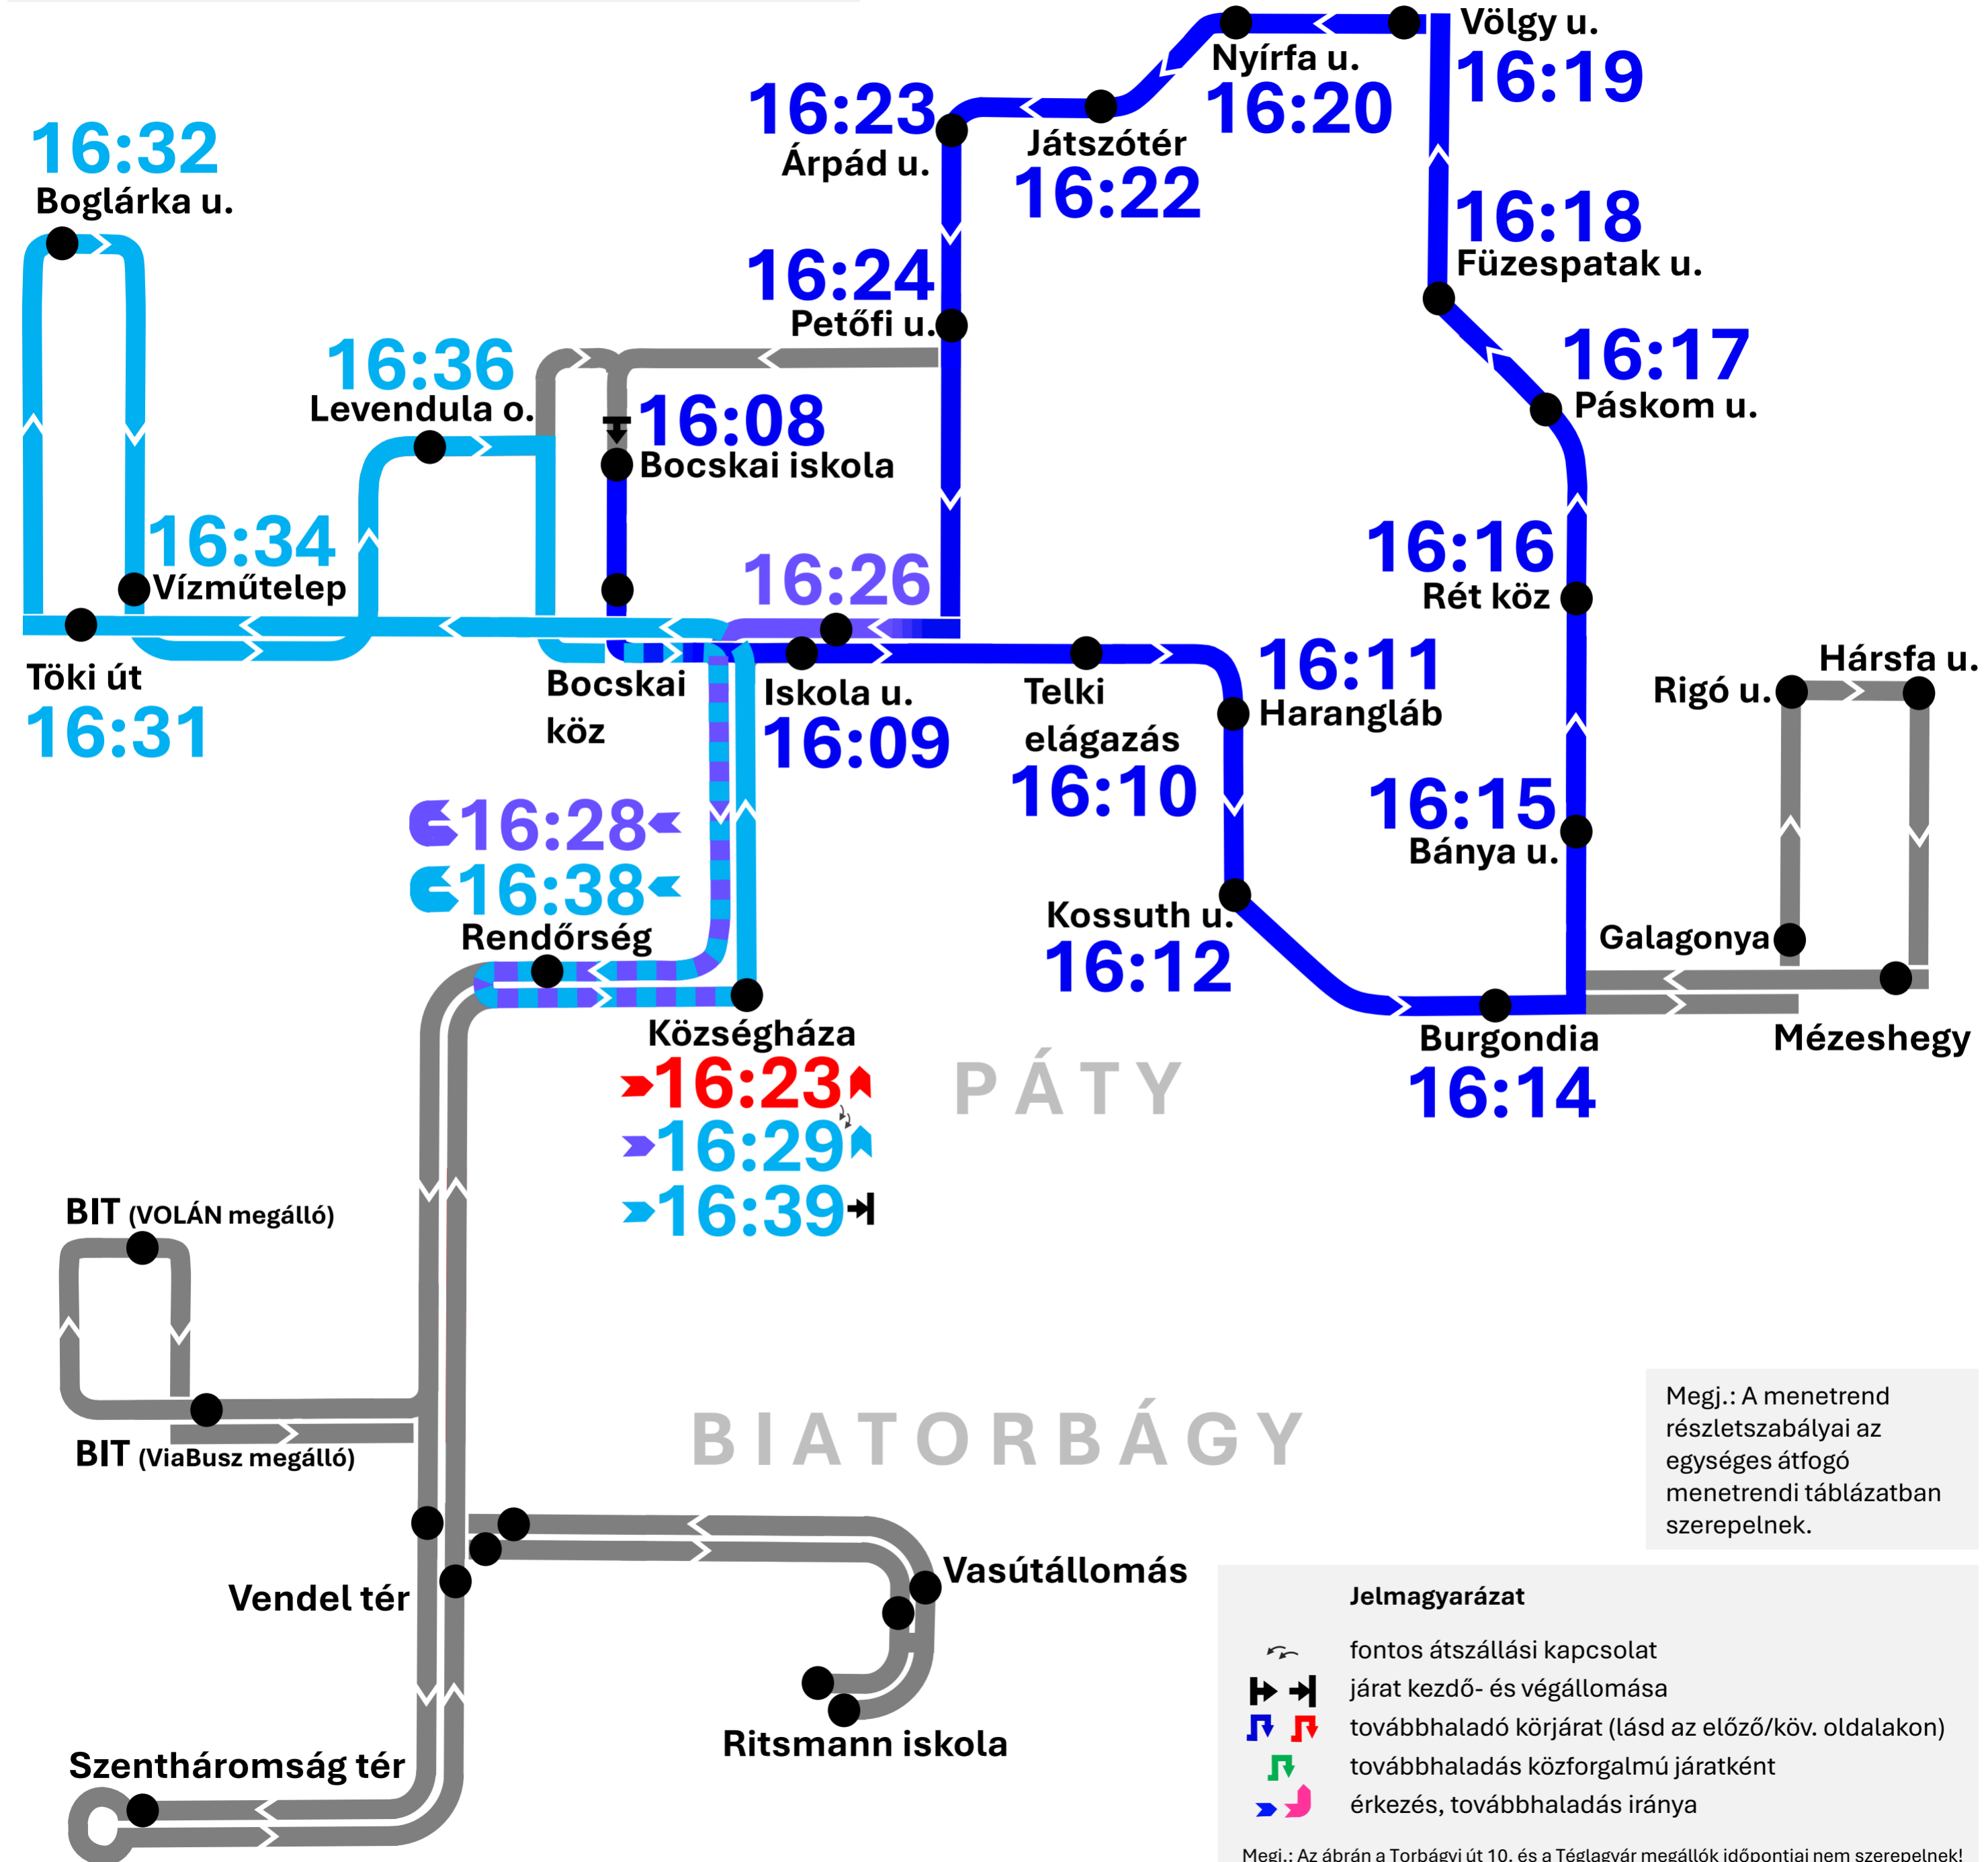 Völgy u.
16:19
Nyírfa u.
16:20
16:23
Árpád u.
Játszótér
16:22
16:32
Boglárka u.
16:18
Füzespatak u.
16:24
Petőfi u.
16:17
Páskom u.
16:36
Levendula o.
16:08
Bocskai iskola
16:34
Vízműtelep
16:26
16:16
Rét köz
Töki út
16:31
Bocskai
köz
Iskola u.
16:09
Telki
elágazás
16:10
16:11
Harangláb
Rigó u.
Hársfa u.
16:15
Bánya u.
16:28
16:38
Rendőrség
Kossuth u.
16:12
Galagonya
Községháza
16:23
16:29
16:39
PÁTY
Burgondia
16:14
Mézeshegy
BIT (VOLÁN megálló)
BIT (ViaBusz megálló)
BIATORBÁGY
Megj.: A menetrend
részletszabályai az
egységes átfogó
menetrendi táblázatban
szerepelnek.
Vendel tér
Vasútállomás
Ritsmann iskola
Szentháromság tér
Jelmagyarázat
fontos átszállási kapcsolat
járat kezdő- és végállomása
továbbhaladó körjárat (lásd az előző/köv. oldalakon)
továbbhaladás közforgalmú járatként
érkezés, továbbhaladás iránya
Megj.: Az ábrán a Torbágyi út 10. és a Téglagyár megállók időpontjai nem szerepelnek!